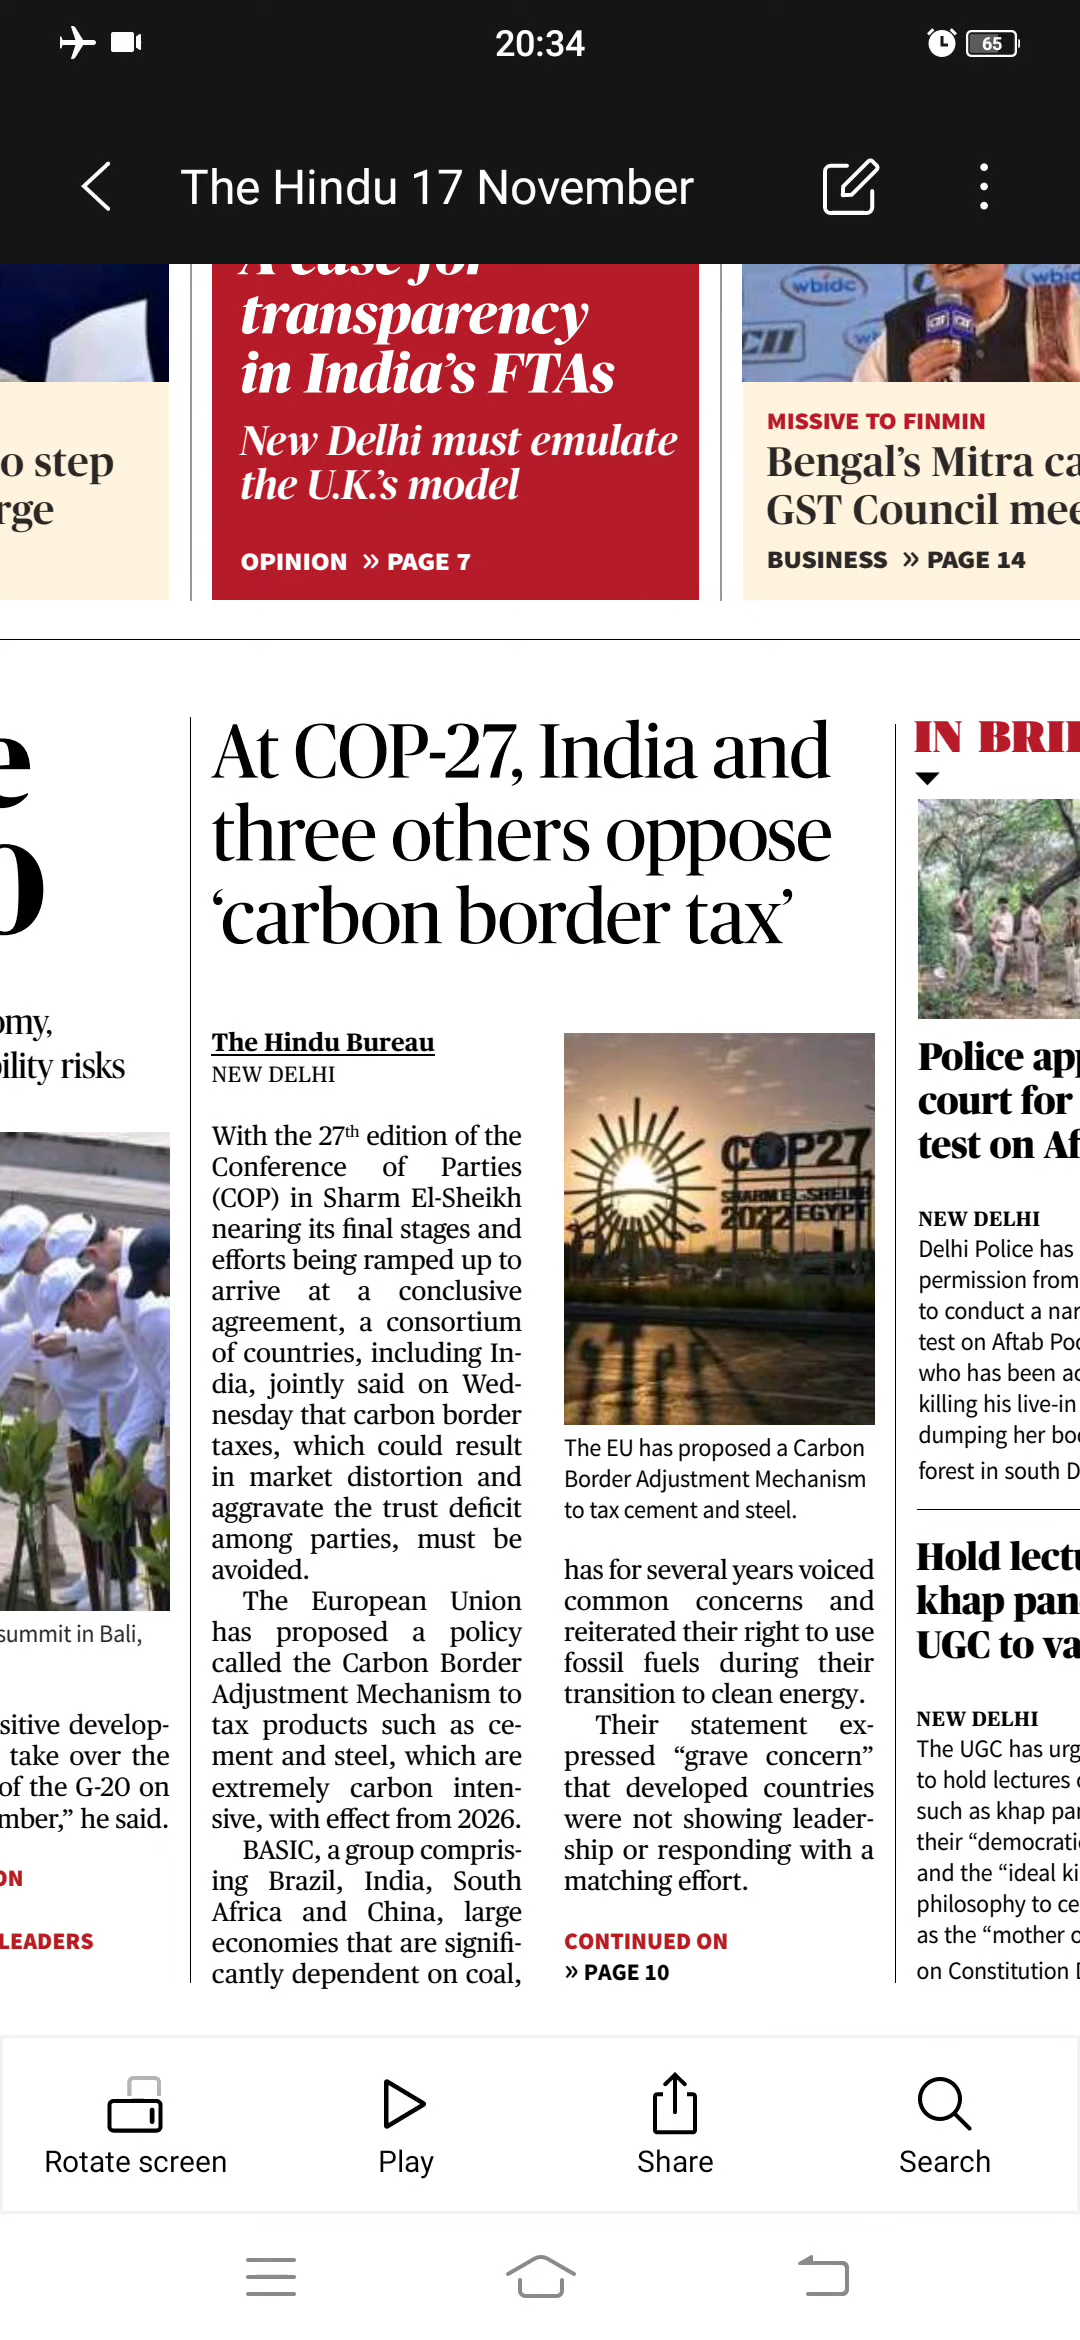 20:34
65
The Hindu 17 November
A case for
transparency
in India's FTAs
New Delhi must emulate
the U.K.'s model
OPINION » PAGE 7
o step
rge
wbidc
CII
MISSIVE TO FINMIN
Bengal's Mitra ca
GST Council mee
BUSINESS » PAGE 14
e
omy,
ility risks
summit in Bali,
sitive develop-
take over the
of the G-20 on
mber," he said.
ON
LEADERS
At COP-27, India and
three others oppose
'carbon border tax'
The Hindu Bureau
NEW DELHI
With the 27th edition of the
Conference of Parties
(COP) in Sharm El-Sheikh
nearing its final stages and
efforts being ramped up to
arrive at a conclusive
agreement, a consortium
of countries, including In-
dia, jointly said on Wed-
nesday that carbon border
taxes, which could result
in market distortion and
aggravate the trust deficit
among parties, must be
avoided.
The European Union
has proposed a policy
called the Carbon Border
Adjustment Mechanism to
tax products such as ce-
ment and steel, which are
extremely carbon inten-
sive, with effect from 2026.
BASIC, a group compris-
ing Brazil, India, South
Africa and China, large
economies that are signifi-
cantly dependent on coal,
COP27
SHARM EL-SHEIKH
2022 EGYPT
The EU has proposed a Carbon
Border Adjustment Mechanism
to tax cement and steel.
has for several years voiced
common concerns and
reiterated their right to use
fossil fuels during their
transition to clean energy.
Their statement ex-
pressed "grave concern"
that developed countries
were not showing leader-
ship or responding with a
matching effort.
CONTINUED ON
» PAGE 10
IN BRI
Police app
court for
test on Af
NEW DELHI
Delhi Police has
permission from
to conduct a nar
test on Aftab Poo
who has been ac
killing his live-in
dumping her bo
forest in south D
Hold lectu
khap pan
UGC to va
NEW DELHI
The UGC has urg
to hold lectures o
such as khap pan
their "democratic
and the "ideal ki
philosophy to ce
as the "mother o
on Constitution D
Rotate screen
Play
Share
Search